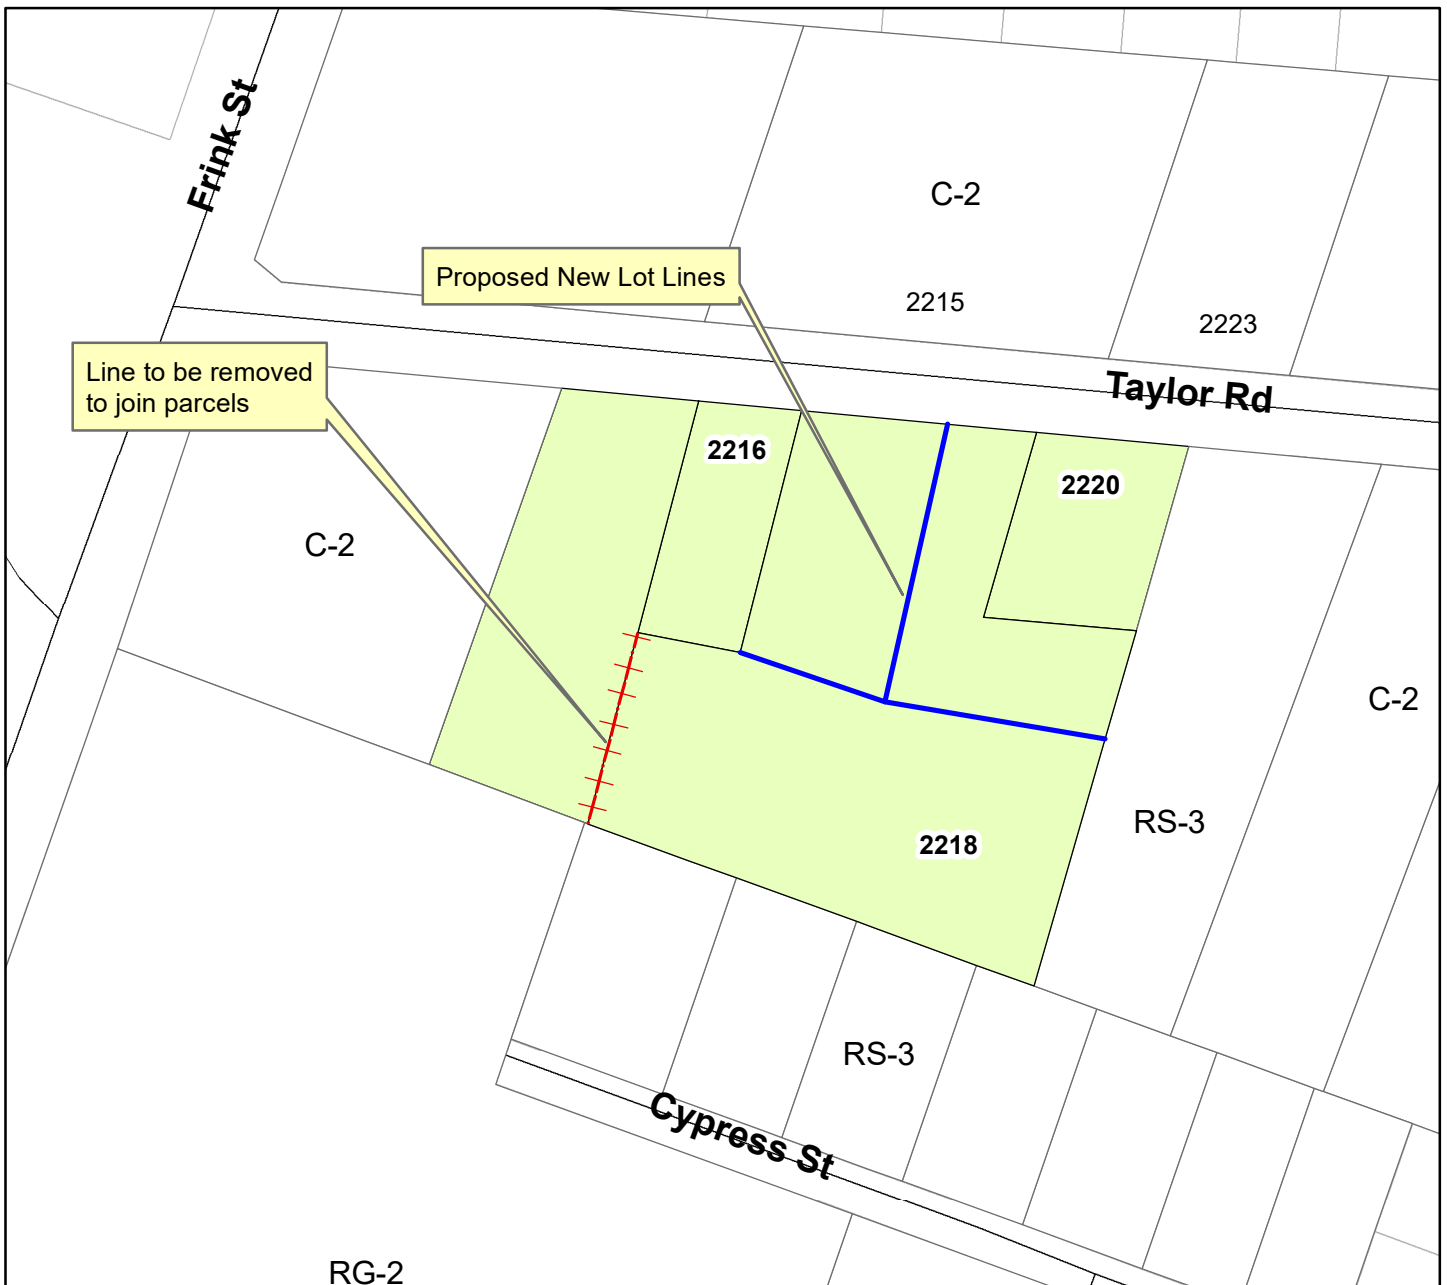 Frink St
C-2
Proposed New Lot Lines
2215
2223
Line to be removed
to join parcels
Taylor Rd
2216
2220
C-2
C-2
RS-3
2218
RS-3
Cypress St
RG-2